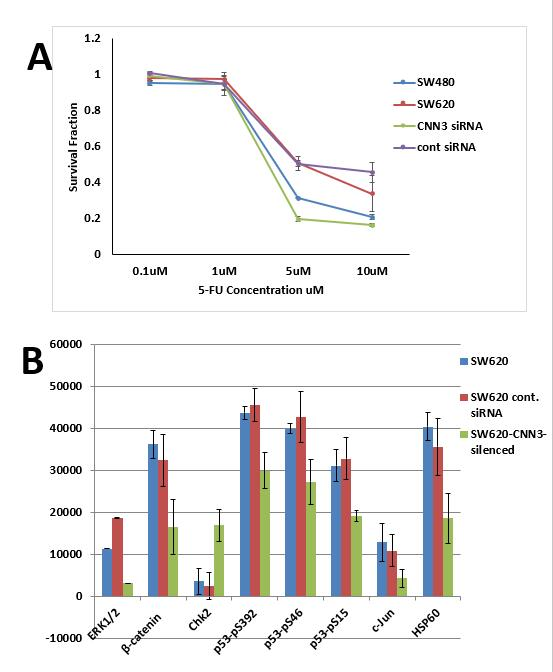 A
1.2
1
0.8
0.6
0.4
0.2
0
Survival Fraction
0.1uM 1uM 5uM 10uM
5-FU Concentration uM
SW480
SW620
CNN3 siRNA
cont siRNA
B
60000
50000
40000
30000
20000
10000
0
-10000
ERK1/2 β-catenin Chk2 p53-pS392 p53-pS46 p53-pS15 c-Jun HSP60
SW620
SW620 cont.
siRNA
SW620-CNN3-
silenced